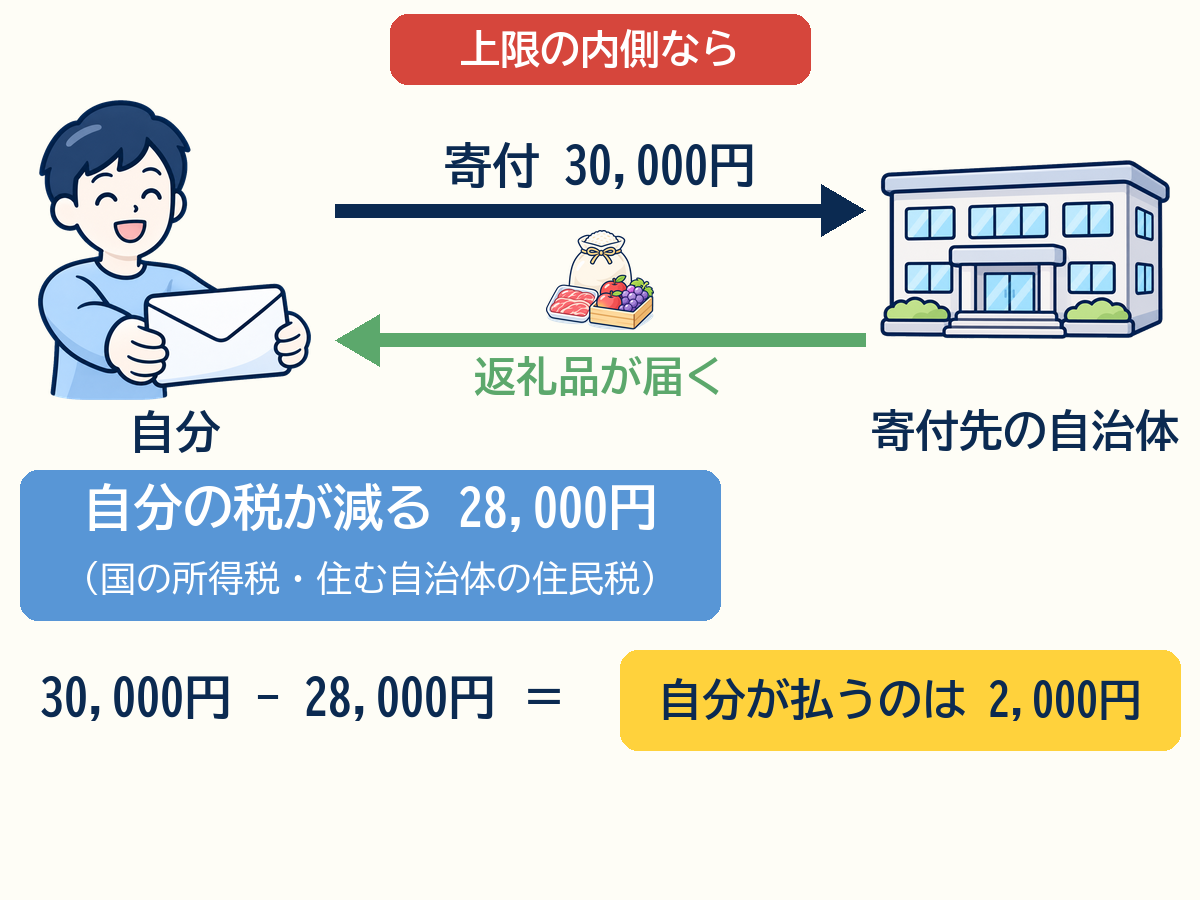 上限の内側なら
寄付 30,000円
返礼品が届く
自分
寄付先の自治体
自分の税が減る 28,000円
（国の所得税・住む自治体の住民税）
30,000円 − 28,000円 ＝
自分が払うのは 2,000円